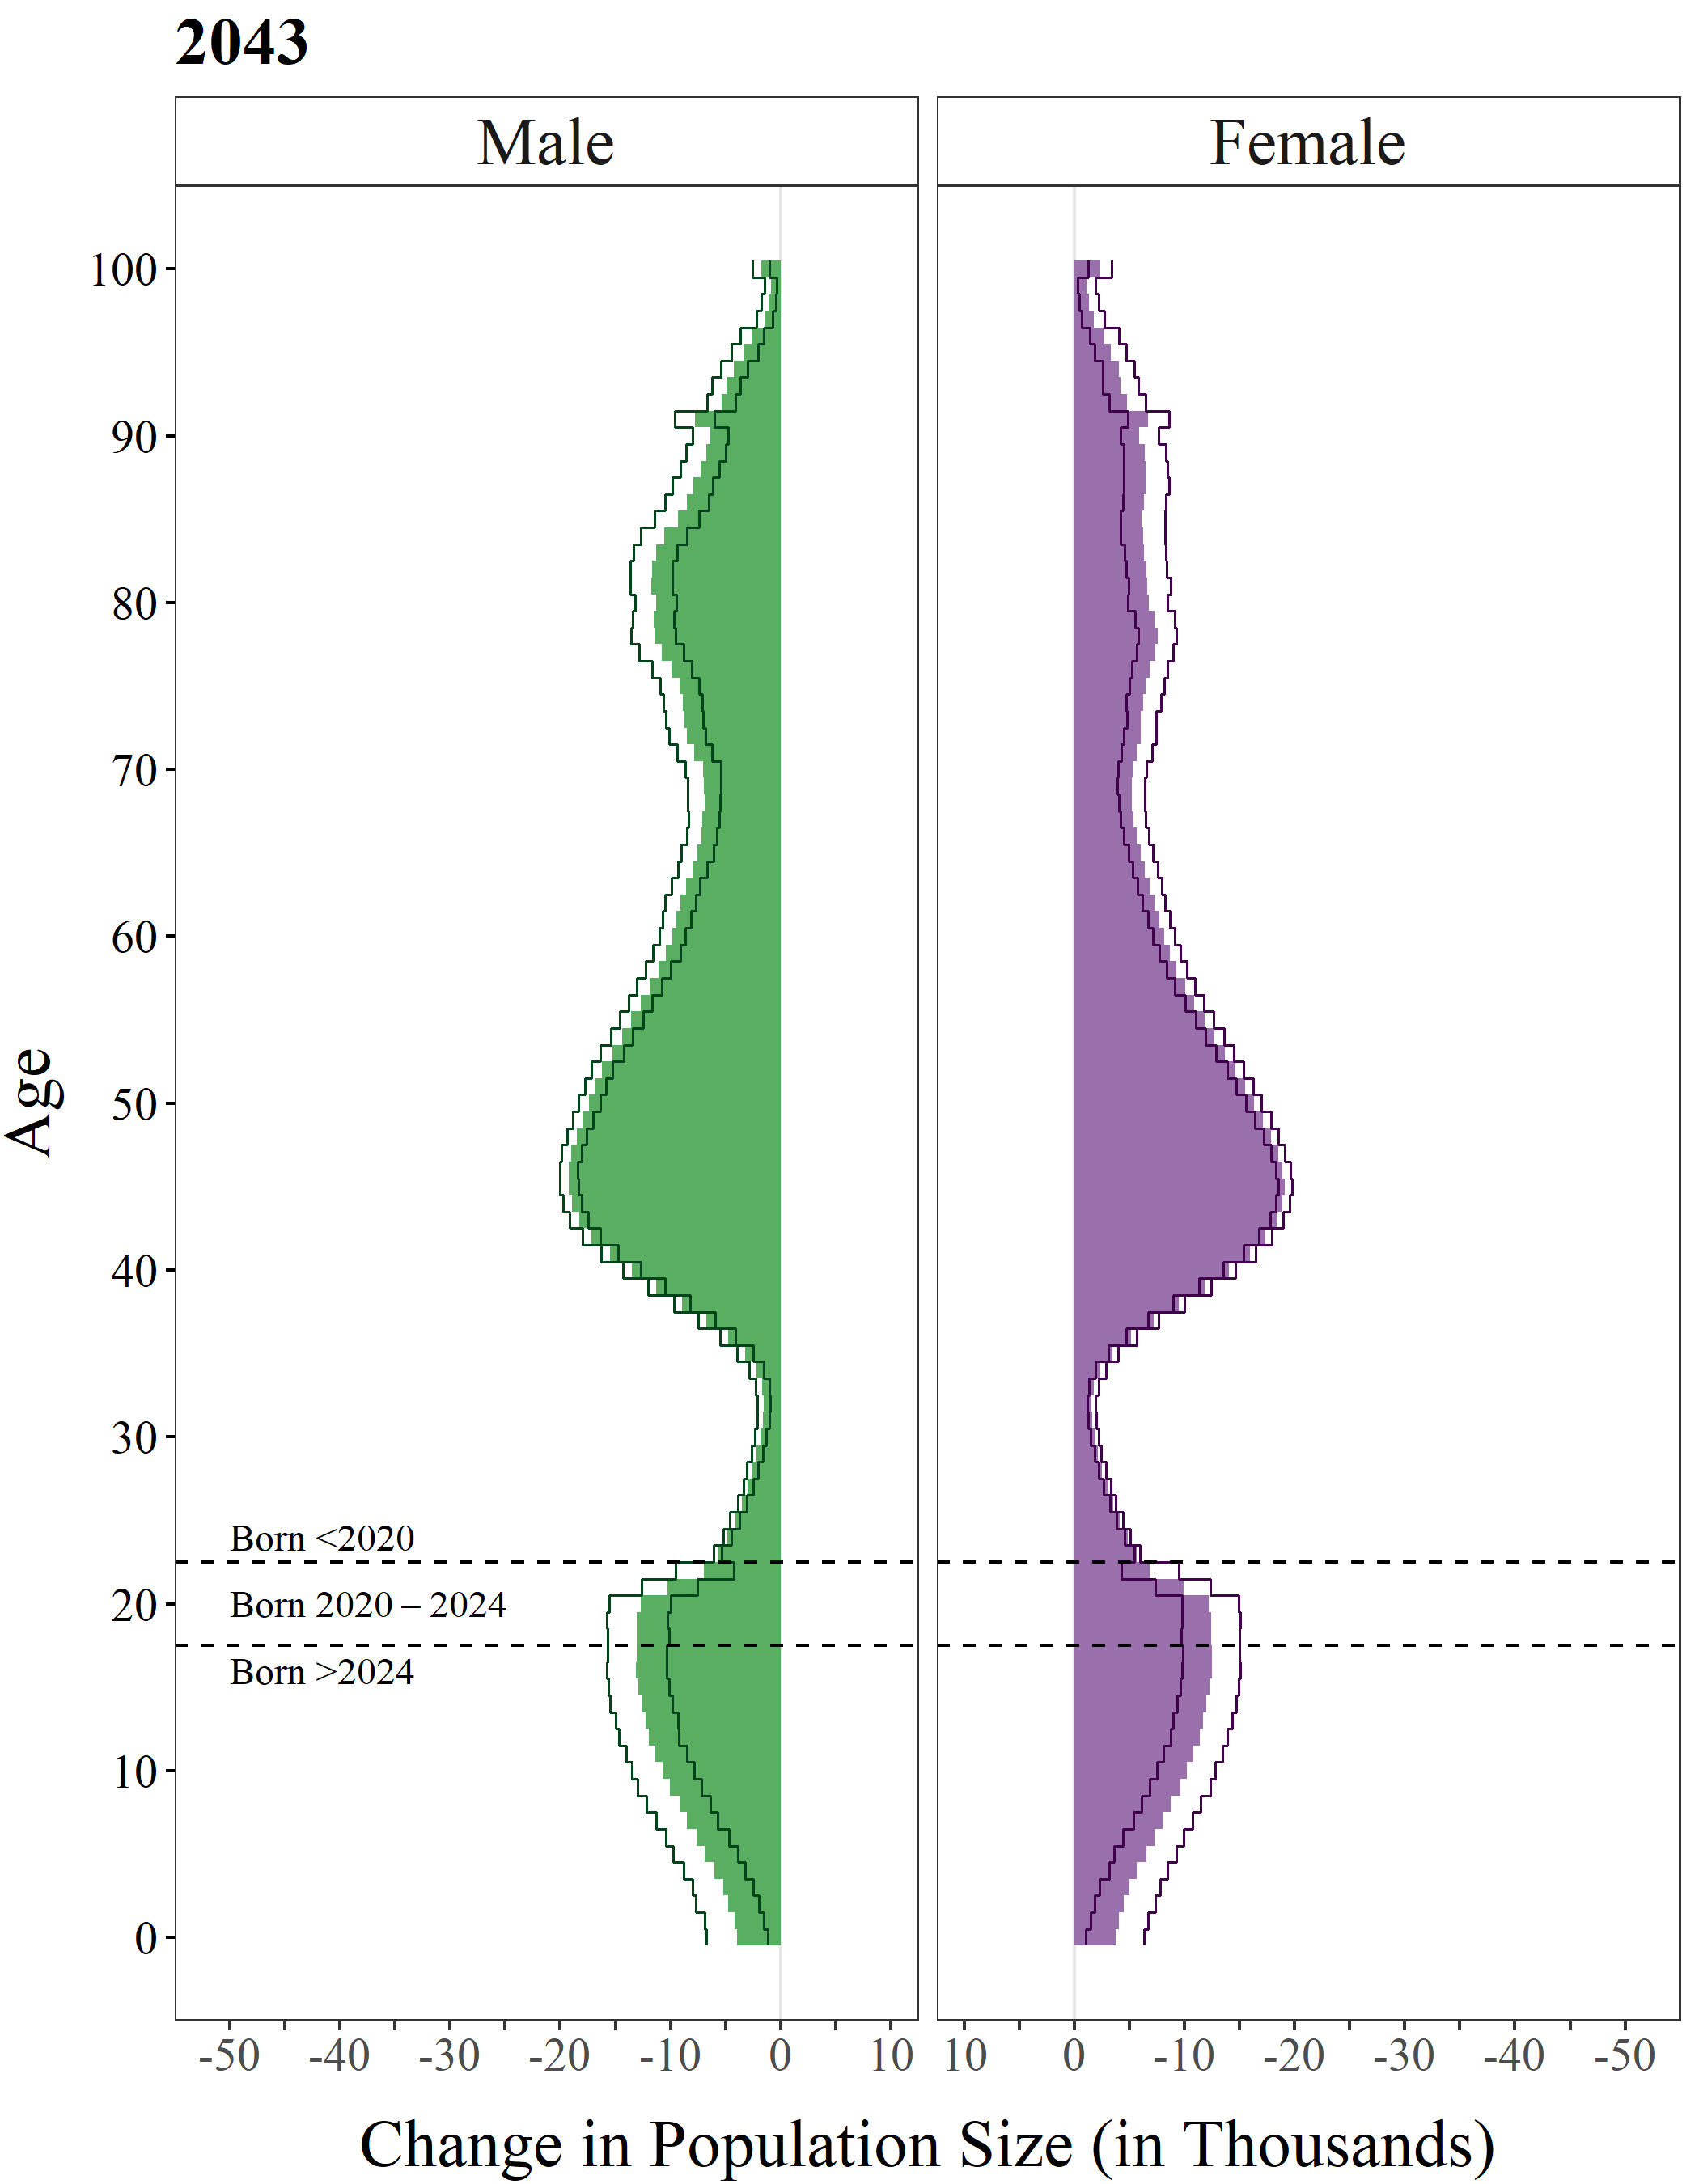 2043
Male
Female
Age
100
90
80
70
60
50
40
30
20
10
0
Born <2020
Born 2020 – 2024
Born >2024
-50 -40 -30 -20 -10 0 10
10 0 -10 -20 -30 -40 -50
Change in Population Size (in Thousands)